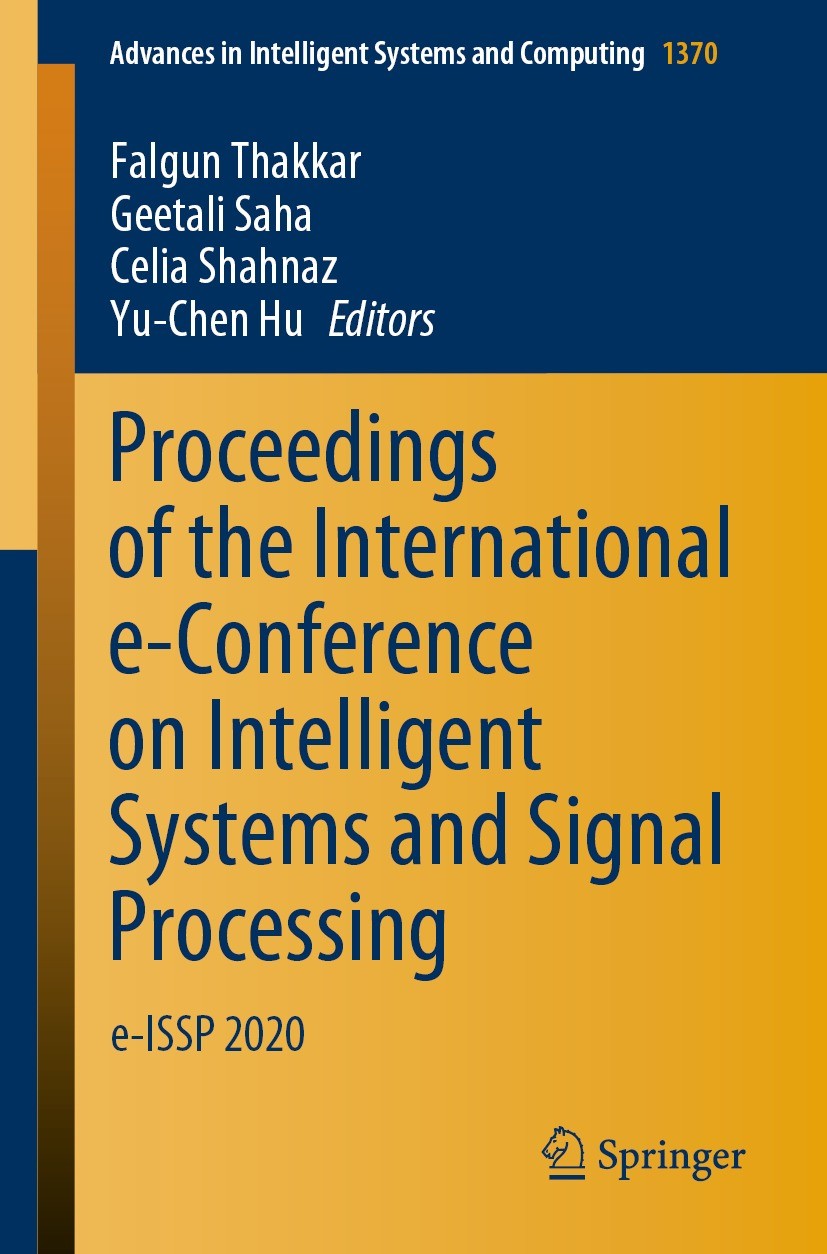 Advances in Intelligent Systems and Computing 1370
Falgun Thakkar
Geetali Saha
Celia Shahnaz
Yu-Chen Hu Editors
Proceedings
of the International
e-Conference
on Intelligent
Systems and Signal
Processing
e-ISSP 2020
Springer